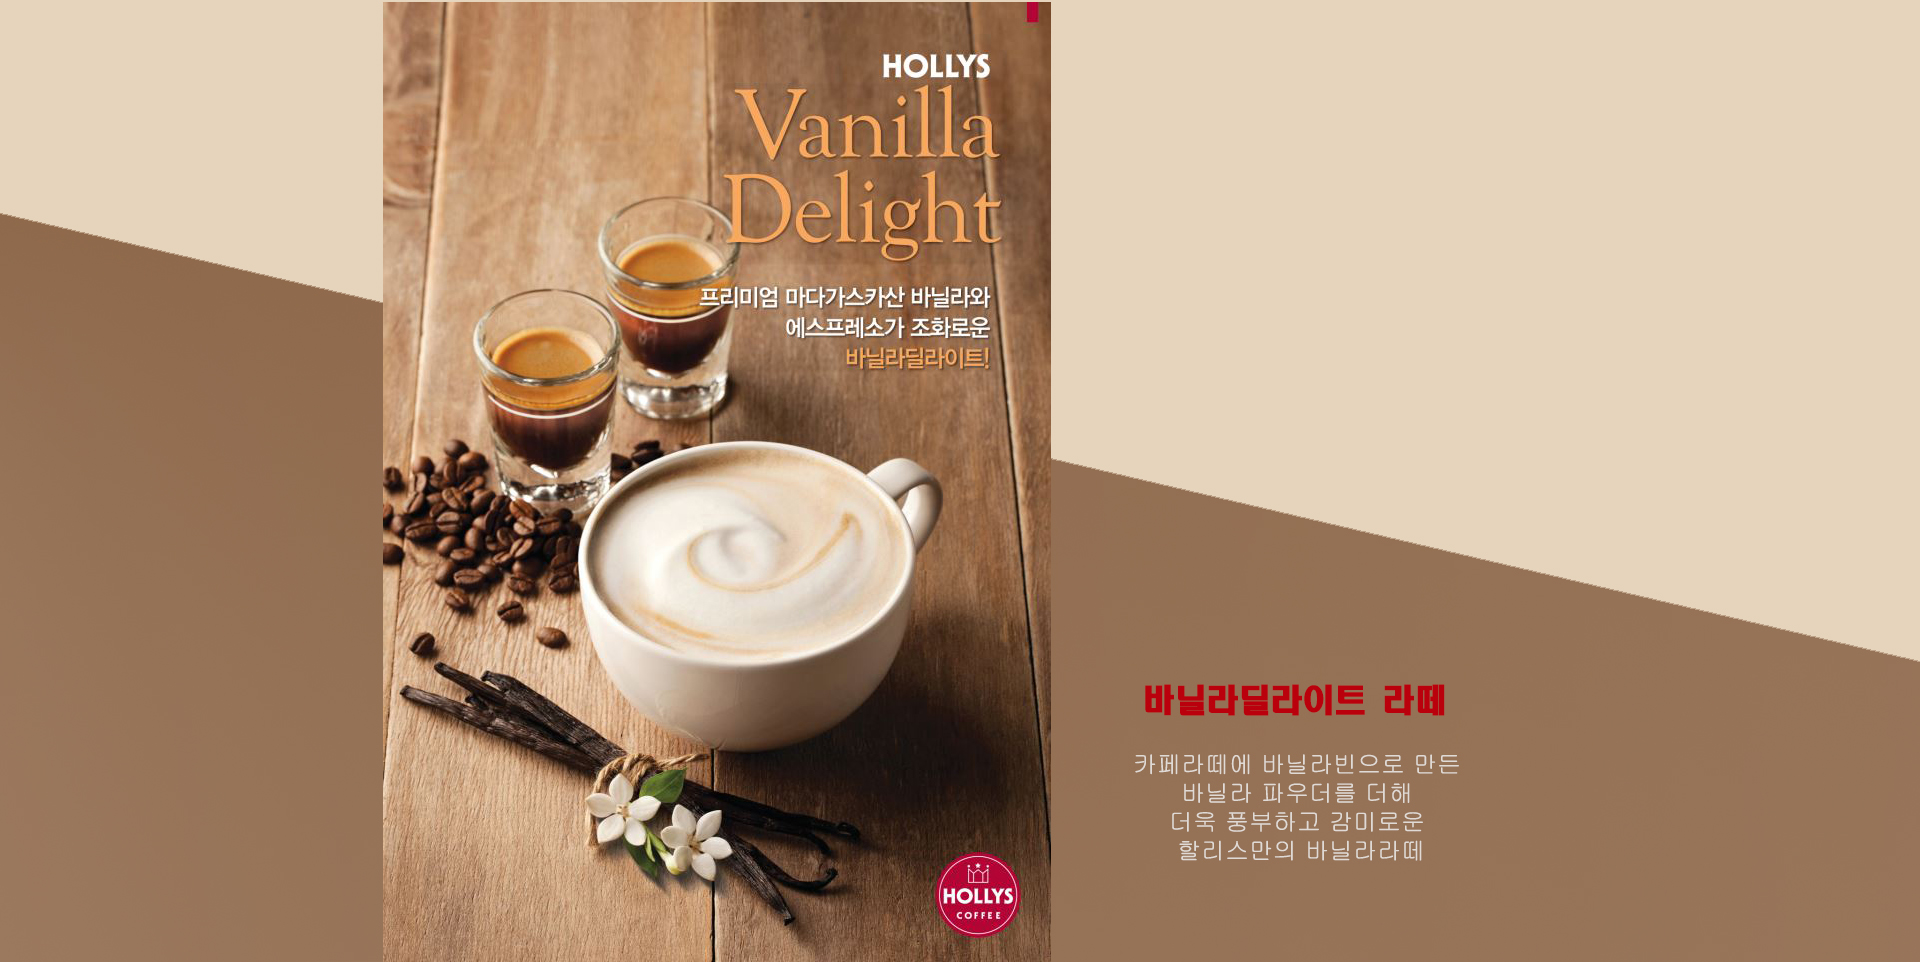 HOLLYS
Vanilla
Delight
프리미엄 마다가스카산 바닐라와
에스프레소가 조화로운
바닐라딜라이트!
HOLLYS
COFFEE
바닐라딜라이트 라떼
카페라떼에 바닐라빈으로 만든
바닐라 파우더를 더해
더욱 풍부하고 감미로운
할리스만의 바닐라라떼